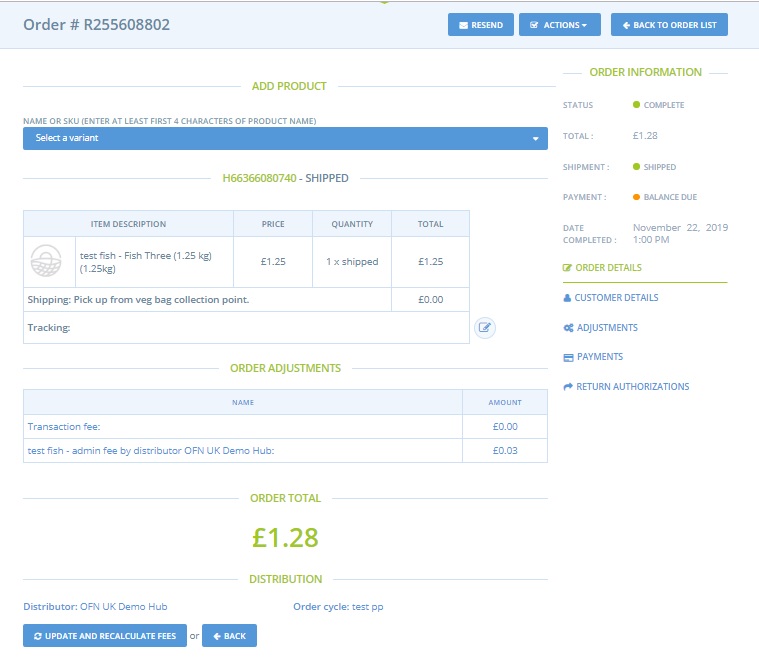 Order # R255608802
RESEND
ACTIONS
BACK TO ORDER LIST
ADD PRODUCT
NAME OR SKU (ENTER AT LEAST FIRST 4 CHARACTERS OF PRODUCT NAME)
Select a variant
H66366080740 - SHIPPED
ITEM DESCRIPTION PRICE QUANTITY TOTAL
test fish - Fish Three (1.25 kg)
(1.25kg)
£1.25 1 x shipped £1.25
Shipping: Pick up from veg bag collection point. £0.00
Tracking:
ORDER ADJUSTMENTS
NAME AMOUNT
Transaction fee: £0.00
test fish - admin fee by distributor OFN UK Demo Hub: £0.03
ORDER TOTAL
£1.28
DISTRIBUTION
Distributor: OFN UK Demo Hub Order cycle: test pp
UPDATE AND RECALCULATE FEES or BACK
ORDER INFORMATION
STATUS COMPLETE
TOTAL : £1.28
SHIPMENT : SHIPPED
PAYMENT : BALANCE DUE
DATE COMPLETED : November 22, 2019
1:00 PM
ORDER DETAILS
CUSTOMER DETAILS
ADJUSTMENTS
PAYMENTS
RETURN AUTHORIZATIONS